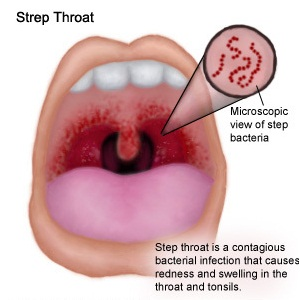 Strep Throat
Microscopic
view of step
bacteria
Step throat is a contagious
bacterial infection that causes
redness and swelling in the
throat and tonsils.